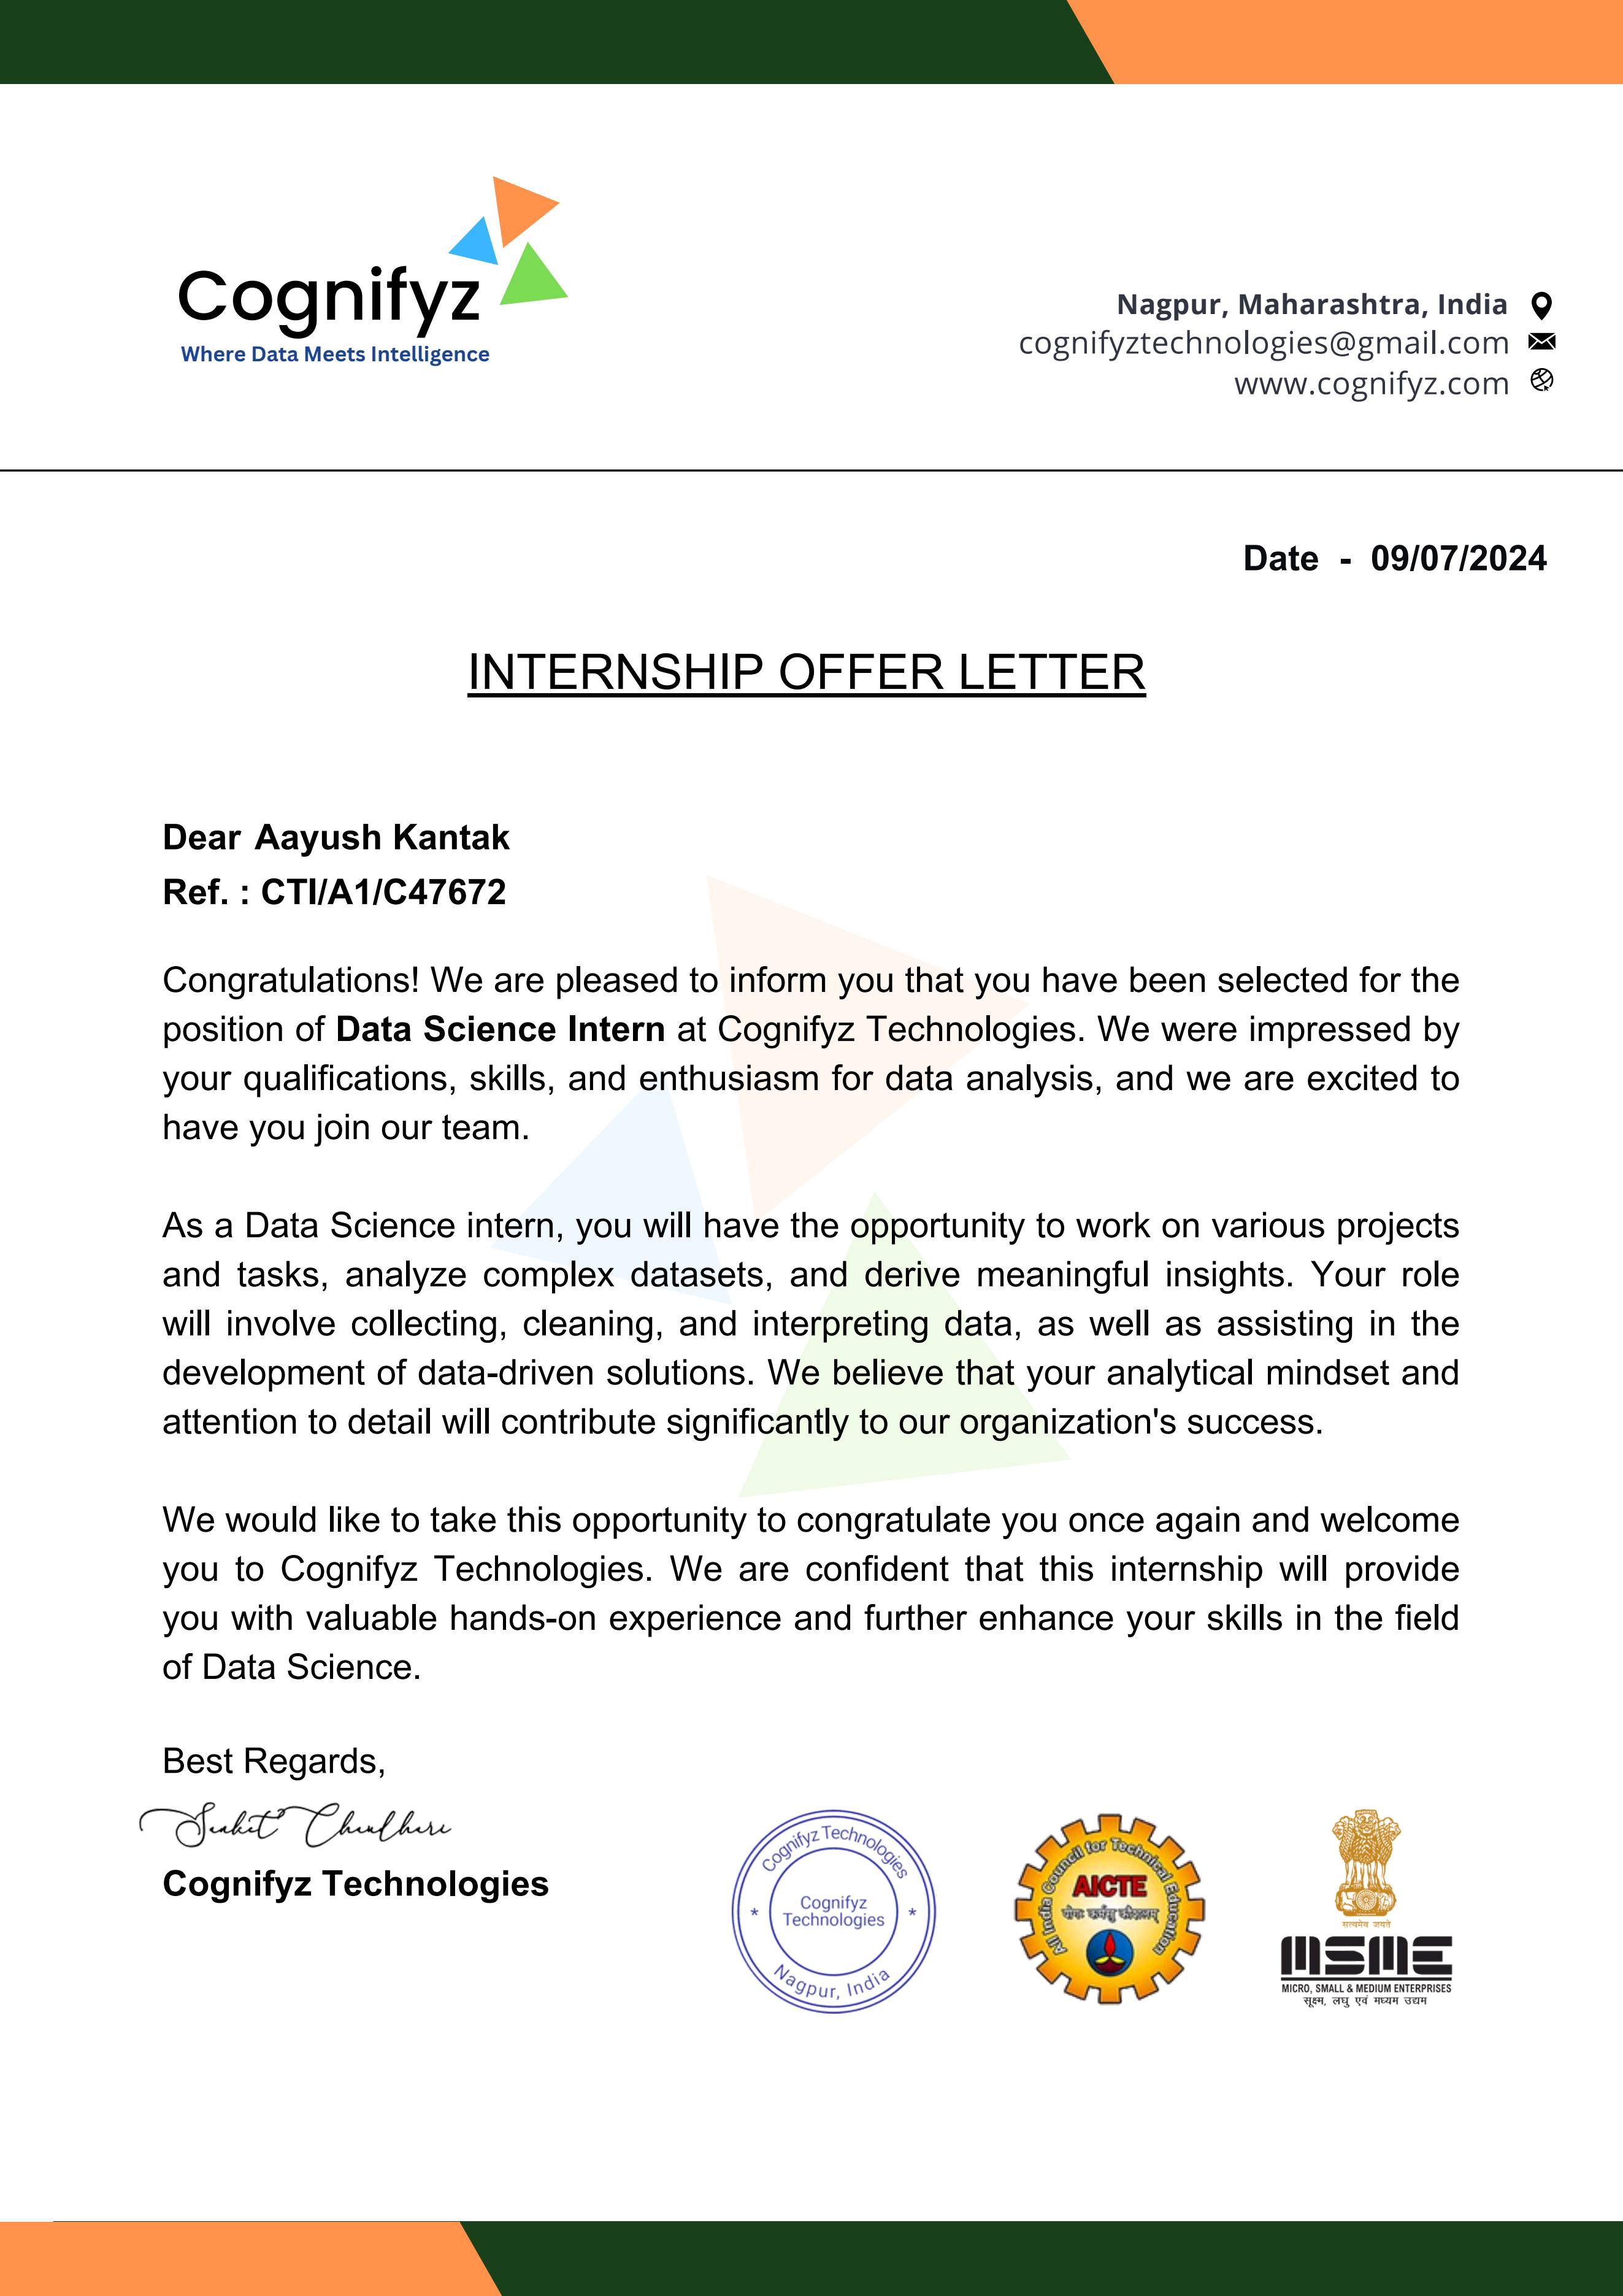 Cognifyz
Where Data Meets Intelligence
Nagpur, Maharashtra, India
cognifyztechnologies@gmail.com
www.cognifyz.com
Date - 09/07/2024
INTERNSHIP OFFER LETTER
Dear Aayush Kantak
Ref. : CTI/A1/C47672
Congratulations! We are pleased to inform you that you have been selected for the
position of Data Science Intern at Cognifyz Technologies. We were impressed by
your qualifications, skills, and enthusiasm for data analysis, and we are excited to
have you join our team.
As a Data Science intern, you will have the opportunity to work on various projects
and tasks, analyze complex datasets, and derive meaningful insights. Your role
will involve collecting, cleaning, and interpreting data, as well as assisting in the
development of data-driven solutions. We believe that your analytical mindset and
attention to detail will contribute significantly to our organization's success.
We would like to take this opportunity to congratulate you once again and welcome
you to Cognifyz Technologies. We are confident that this internship will provide
you with valuable hands-on experience and further enhance your skills in the field
of Data Science.
Best Regards,
Cognifyz Technologies
Cognifyz Technologies
Cognifyz
Technologies
* *
Nagpur, India
All India Council for Technical Education
AICTE
योगः कर्मसु कौशलम्
सत्यमेव जयते
MSME
MICRO, SMALL & MEDIUM ENTERPRISES
सूक्ष्म, लघु एवं मध्यम उद्यम